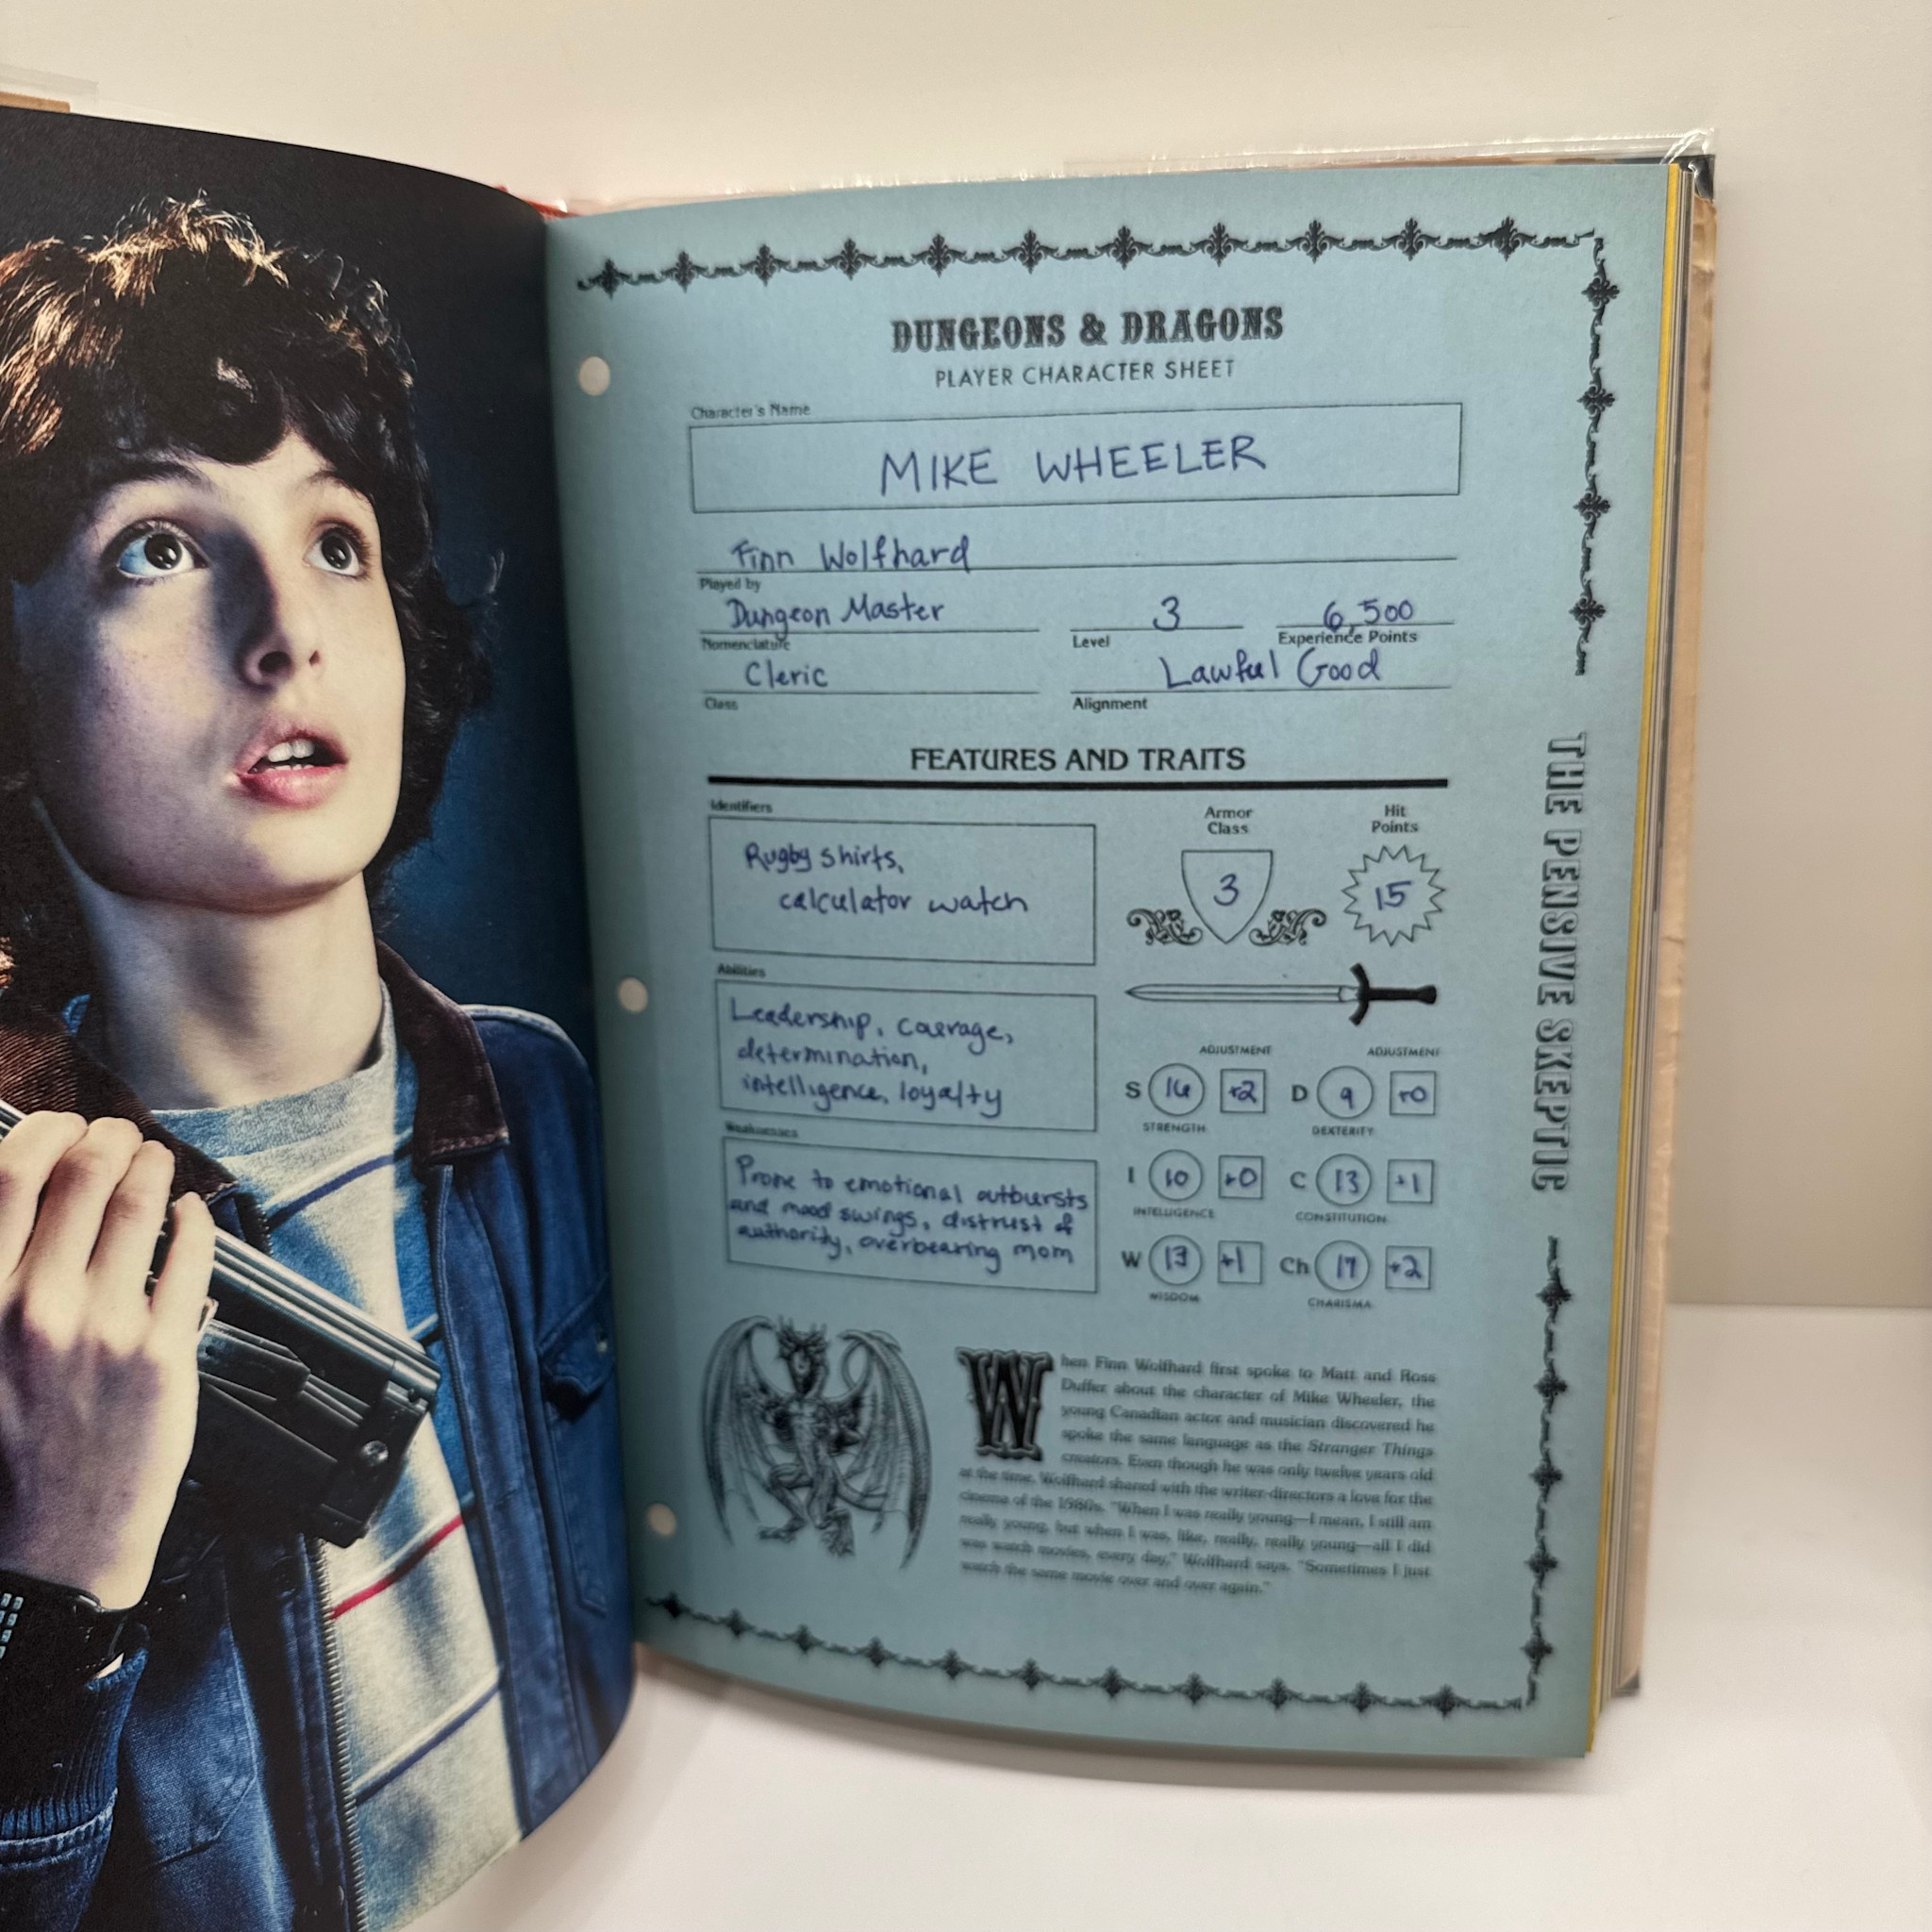 DUNGEONS & DRAGONS
PLAYER CHARACTER SHEET
Character's Name
MIKE WHEELER
Finn Wolfhard
Played by
Dungeon Master 3 6,500
Nomenclature Level Experience Points
Cleric Lawful Good
Class Alignment
FEATURES AND TRAITS
Identifiers
Rugby shirts,
calculator watch
Armor
Class
3
Hit
Points
15
Abilities
Leadership, courage,
determination,
intelligence, loyalty
Weaknesses
Prone to emotional outbursts
and mood swings, distrust of
authority, overbearing mom
ADJUSTMENT ADJUSTMENT
S 16 +2 D 9 +0
STRENGTH DEXTERITY
I 10 +0 C 13 +1
INTELLIGENCE CONSTITUTION
W 13 +1 Ch 17 +2
WISDOM CHARISMA
When Finn Wolfhard first spoke to Matt and Ross
Duffer about the character of Mike Wheeler, the
young Canadian actor and musician discovered he
spoke the same language as the Stranger Things
creators. Even though he was only twelve years old
at the time, Wolfhard shared with the writer-directors a love for the
cinema of the 1980s. "When I was really young—I mean, I still am
really young, but when I was, like, really, really young—all I did
was watch movies, every day," Wolfhard says. "Sometimes I just
watch the same movie over and over again."
THE PENSIVE SKEPTIC